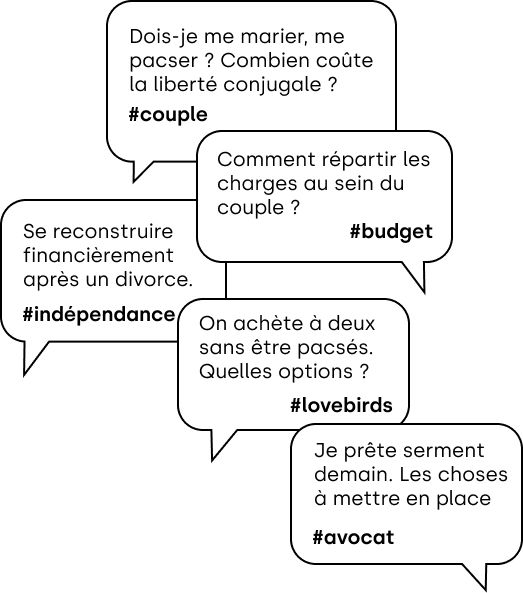 Dois-je me marier, me
pacser ? Combien coûte
la liberté conjugale ?
#couple
Comment répartir les
charges au sein du
couple ?
#budget
Se reconstruire
financièrement
après un divorce.
#indépendance
On achète à deux
sans être pacsés.
Quelles options ?
#lovebirds
Je prête serment
demain. Les choses
à mettre en place
#avocat